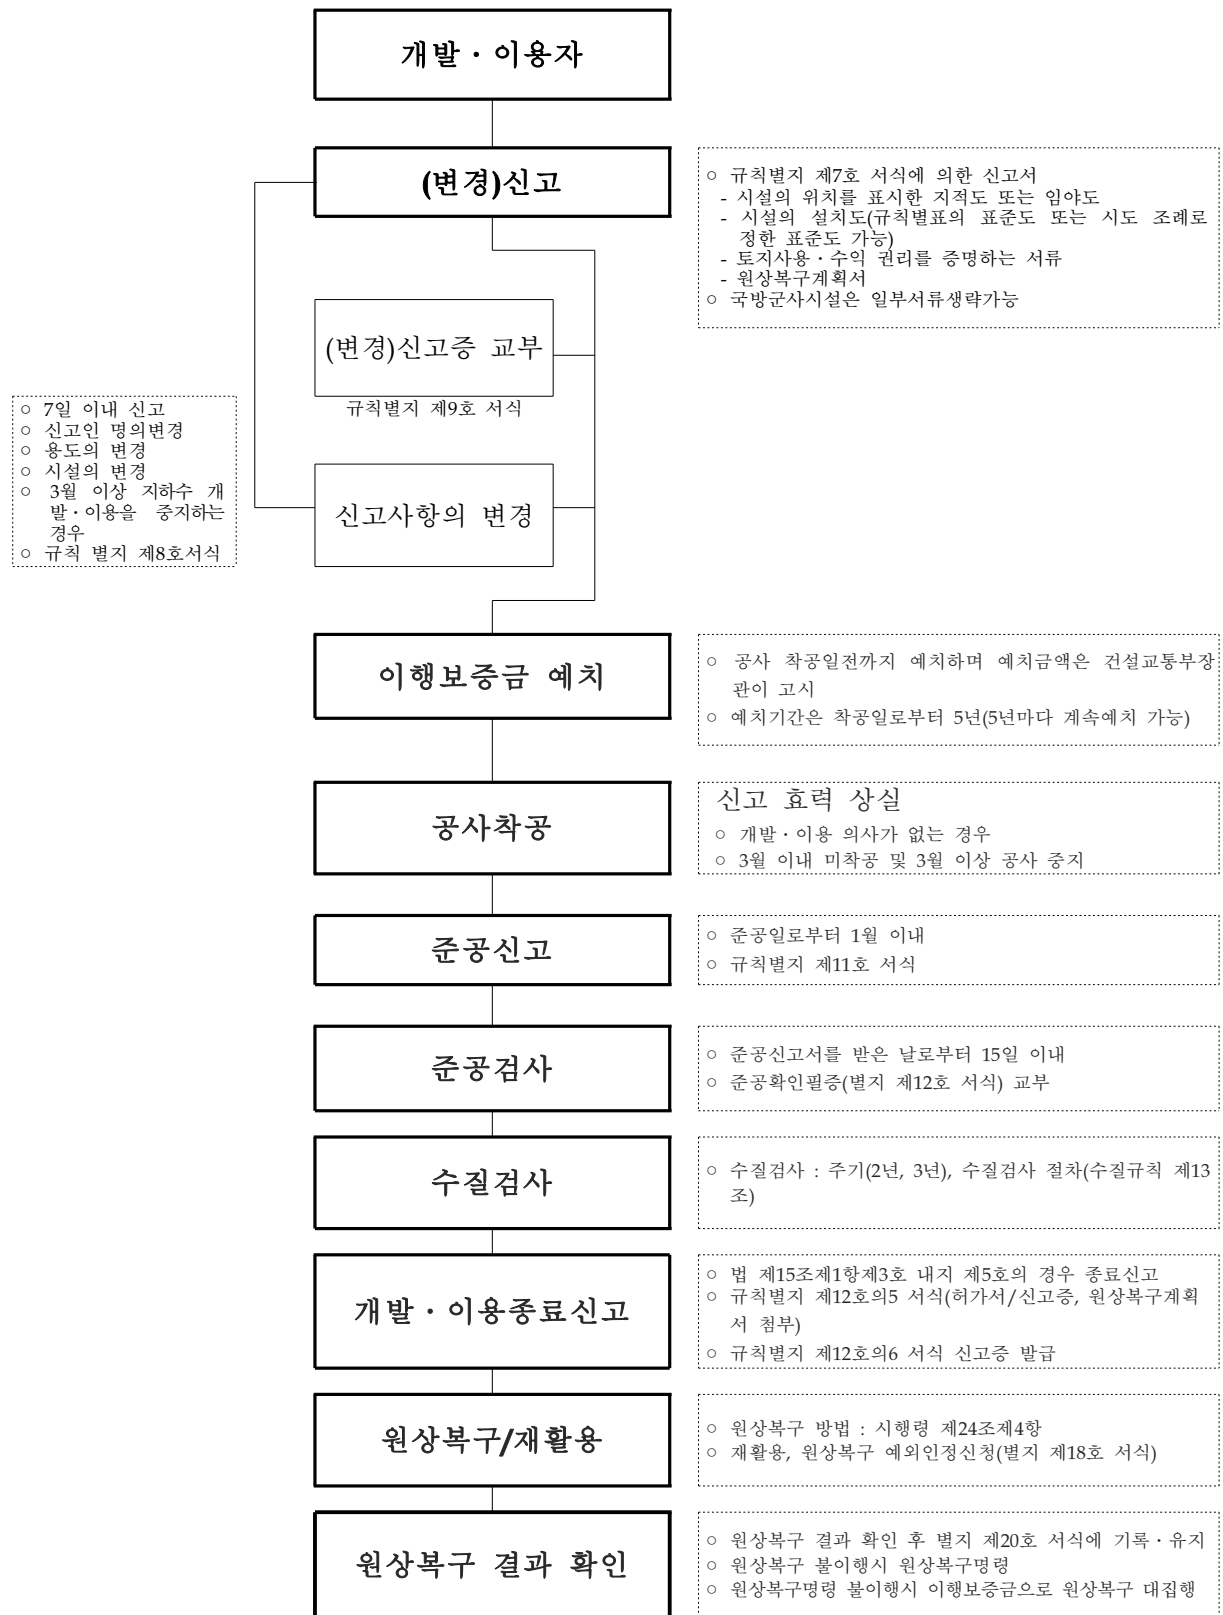 개발·이용자
(변경)신고
○ 규칙별지 제7호 서식에 의한 신고서
- 시설의 위치를 표시한 지적도 또는 임야도
- 시설의 설치도(규칙별표의 표준도 또는 시도 조례로
정한 표준도 가능)
- 토지사용·수익 권리를 증명하는 서류
- 원상복구계획서
○ 국방군사시설은 일부서류생략가능
(변경)신고증 교부
규칙별지 제9호 서식
○ 7일 이내 신고
○ 신고인 명의변경
○ 용도의 변경
○ 시설의 변경
○ 3월 이상 지하수 개
발·이용을 중지하는
경우
○ 규칙 별지 제8호서식
신고사항의 변경
이행보증금 예치
○ 공사 착공일전까지 예치하며 예치금액은 건설교통부장
관이 고시
○ 예치기간은 착공일로부터 5년(5년마다 계속예치 가능)
공사착공
신고 효력 상실
○ 개발·이용 의사가 없는 경우
○ 3월 이내 미착공 및 3월 이상 공사 중지
준공신고
○ 준공일로부터 1월 이내
○ 규칙별지 제11호 서식
준공검사
○ 준공신고서를 받은 날로부터 15일 이내
○ 준공확인필증(별지 제12호 서식) 교부
수질검사
○ 수질검사 : 주기(2년, 3년), 수질검사 절차(수질규칙 제13
조)
개발·이용종료신고
○ 법 제15조제1항제3호 내지 제5호의 경우 종료신고
○ 규칙별지 제12호의5 서식(허가서/신고증, 원상복구계획
서 첨부)
○ 규칙별지 제12호의6 서식 신고증 발급
원상복구/재활용
○ 원상복구 방법 : 시행령 제24조제4항
○ 재활용, 원상복구 예외인정신청(별지 제18호 서식)
원상복구 결과 확인
○ 원상복구 결과 확인 후 별지 제20호 서식에 기록·유지
○ 원상복구 불이행시 원상복구명령
○ 원상복구명령 불이행시 이행보증금으로 원상복구 대집행